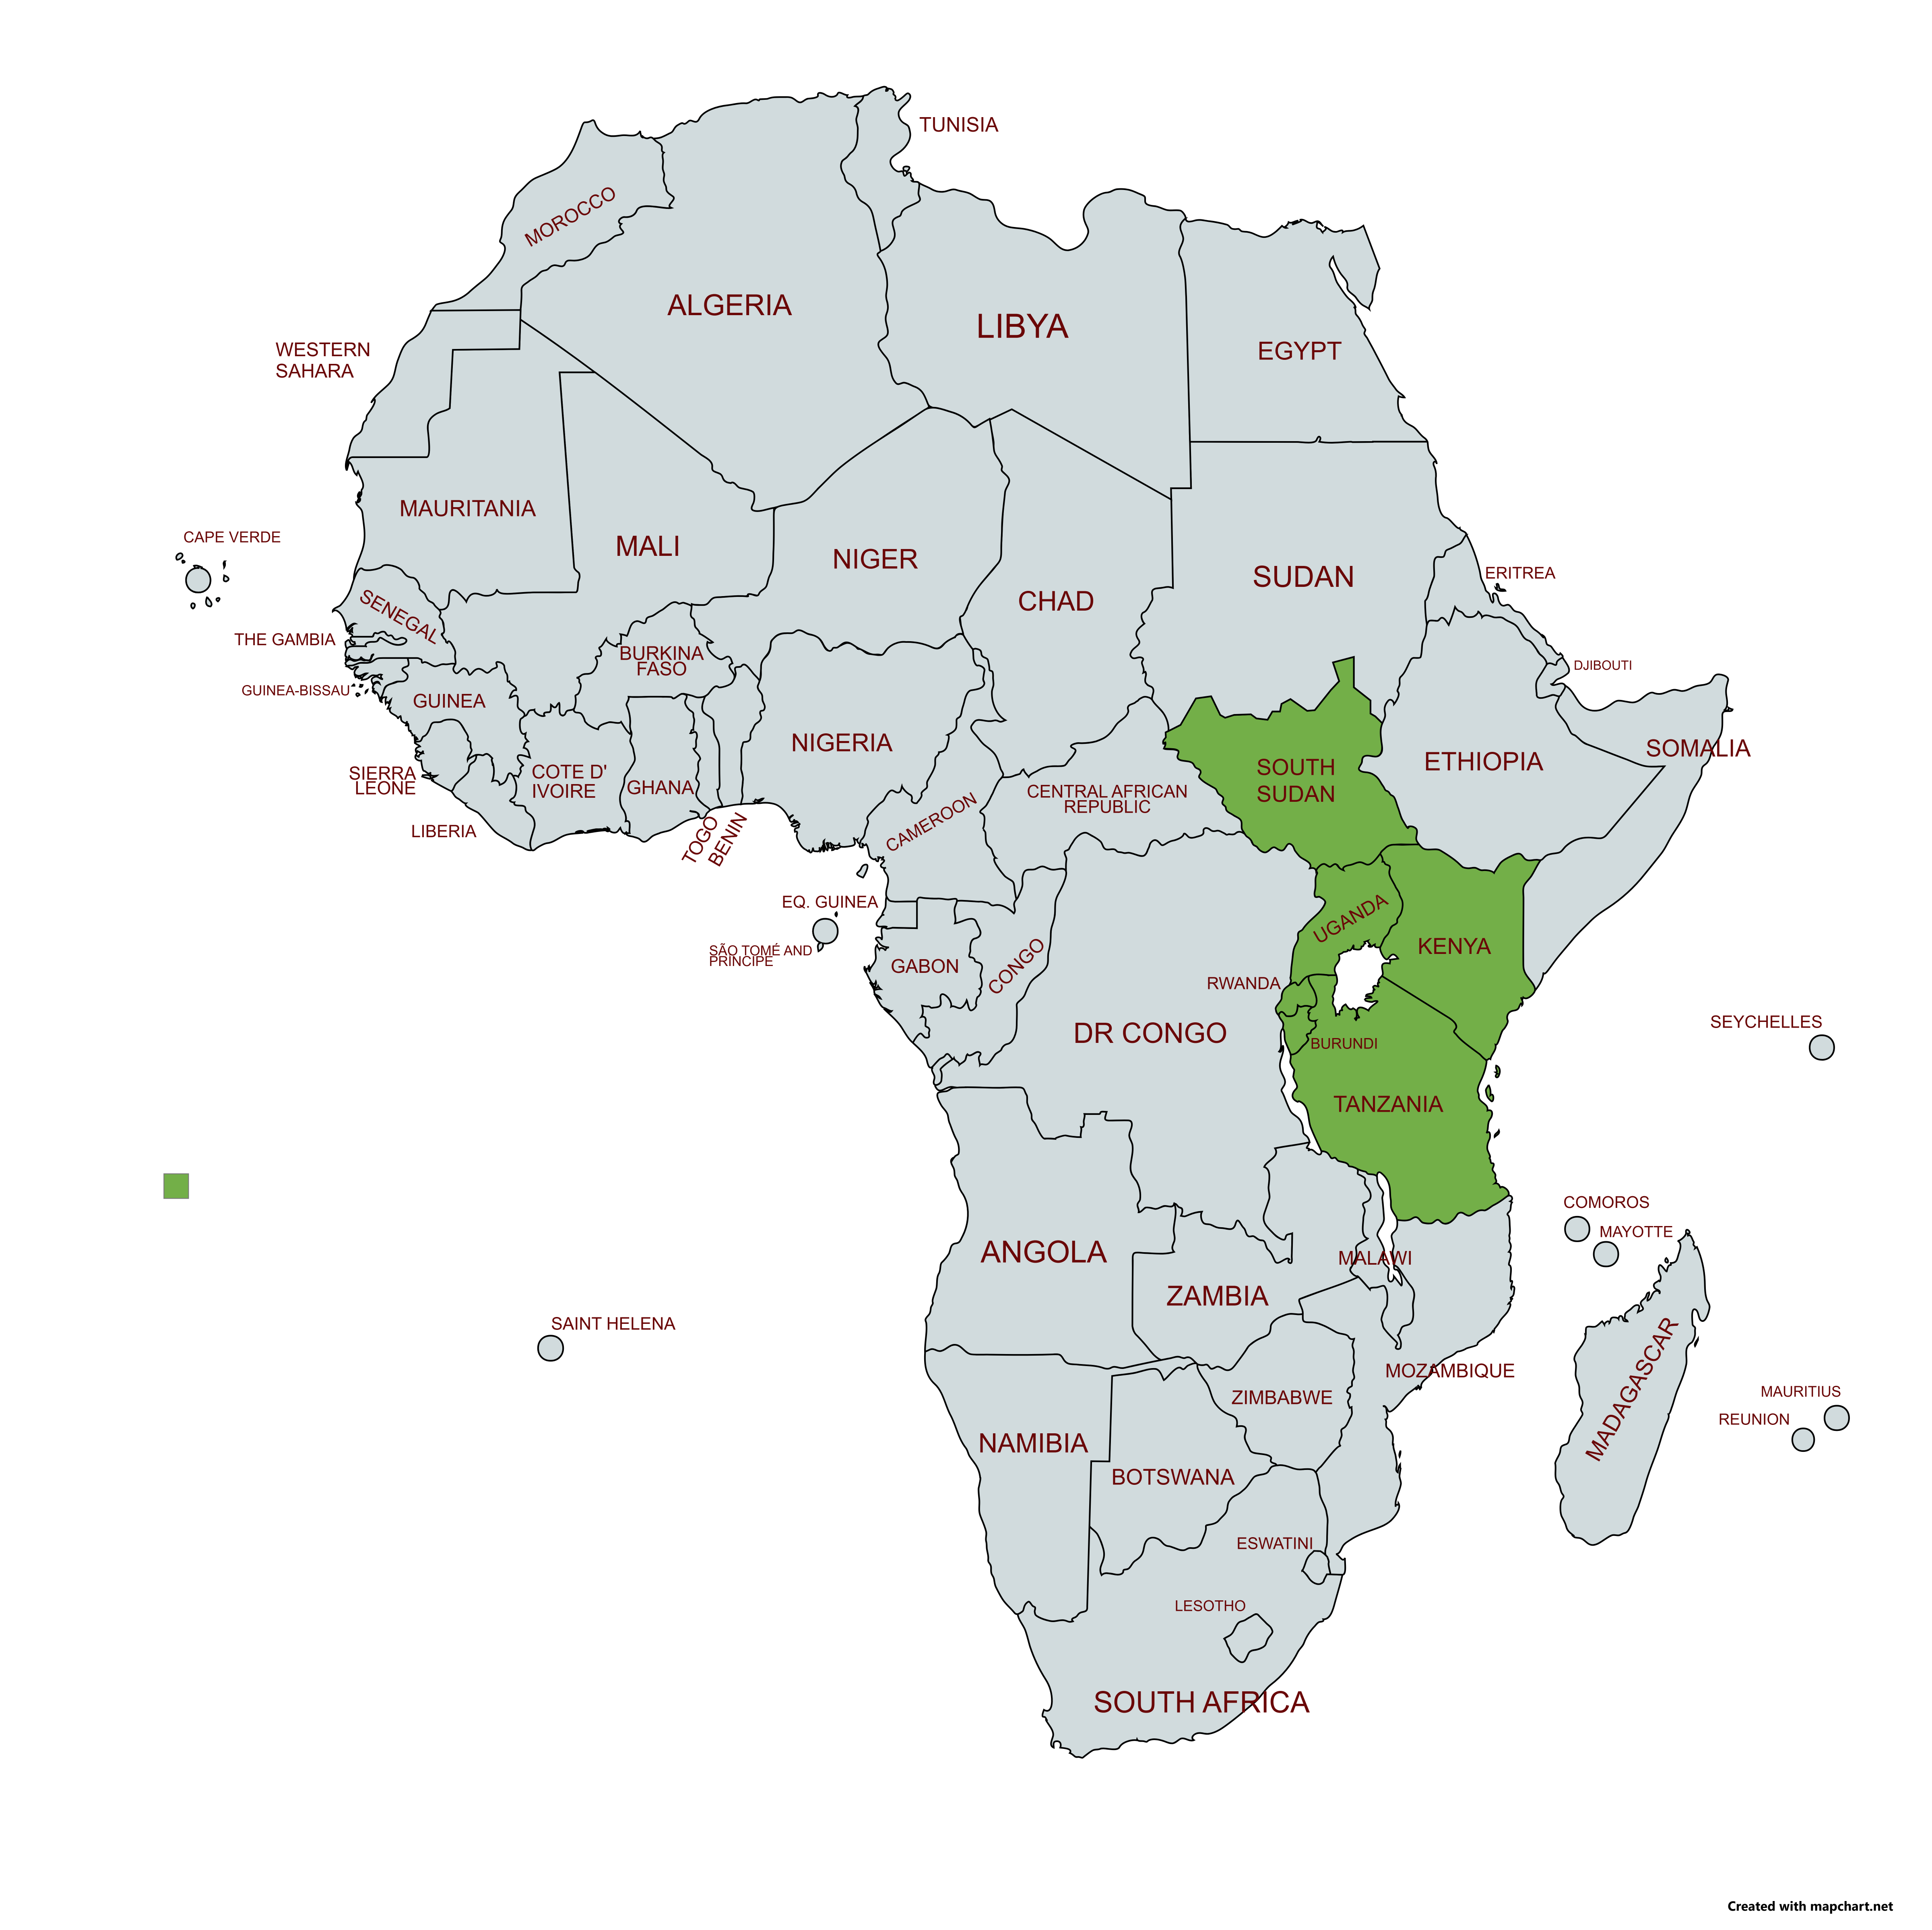 TUNISIA
MOROCCO
ALGERIA
LIBYA
EGYPT
WESTERN
SAHARA
MAURITANIA
MALI
NIGER
CHAD
SUDAN
ERITREA
CAPE VERDE
SENEGAL
THE GAMBIA
GUINEA-BISSAU
GUINEA
BURKINA
FASO
DJIBOUTI
SIERRA
LEONE
LIBERIA
COTE D'
IVOIRE
GHANA
TOGO
BENIN
NIGERIA
CAMEROON
CENTRAL AFRICAN
REPUBLIC
SOUTH
SUDAN
ETHIOPIA
SOMALIA
EQ. GUINEA
SÃO TOMÉ AND
PRINCIPE
GABON
CONGO
DR CONGO
UGANDA
KENYA
RWANDA
BURUNDI
TANZANIA
SEYCHELLES
COMOROS
MAYOTTE
ANGOLA
ZAMBIA
MALAWI
SAINT HELENA
MOZAMBIQUE
MADAGASCAR
MAURITIUS
REUNION
ZIMBABWE
NAMIBIA
BOTSWANA
ESWATINI
LESOTHO
SOUTH AFRICA
Created with mapchart.net